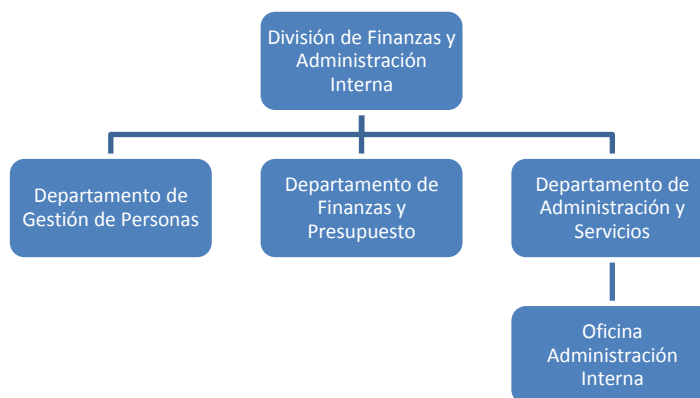 División de Finanzas y
Administración
Interna
Departamento de
Gestión de Personas
Departamento de
Finanzas y
Presupuesto
Departamento de
Administración y
Servicios
Oficina
Administración
Interna